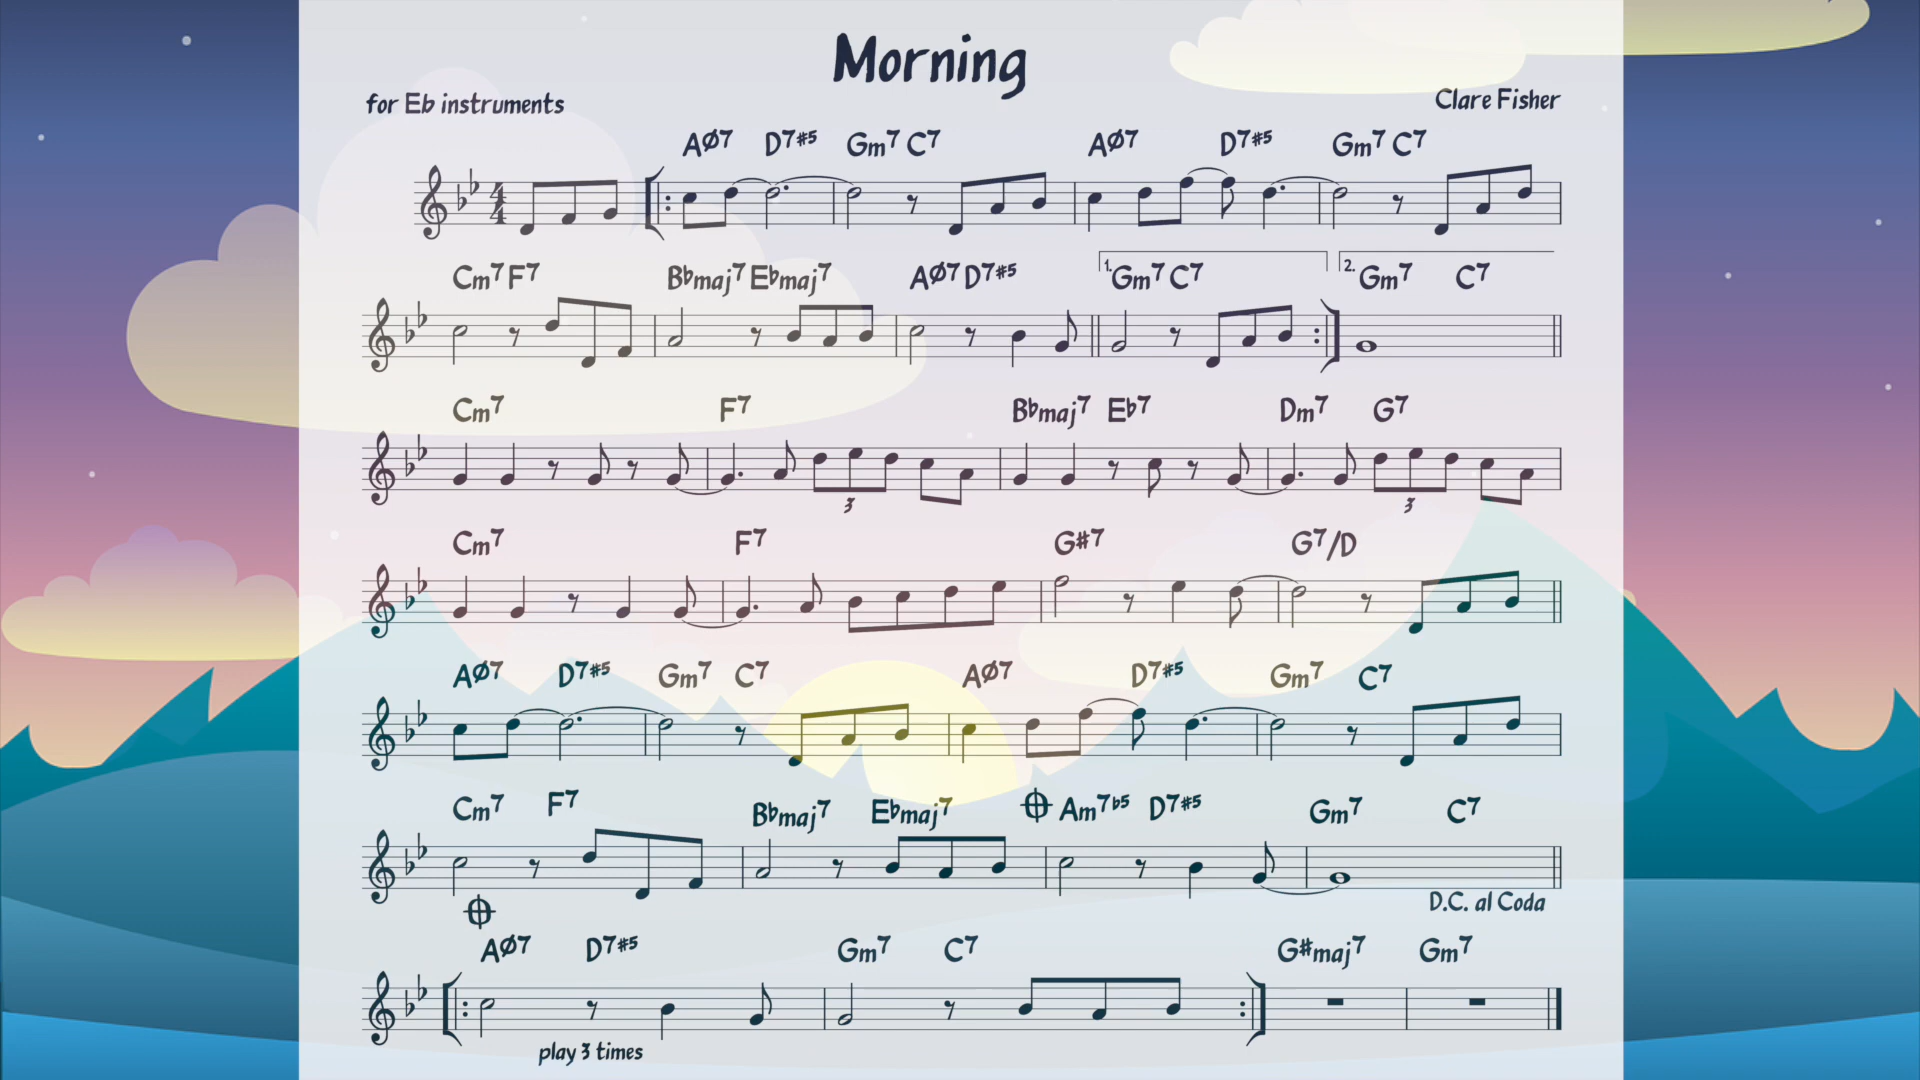 Morning
for Eb instruments
Clare Fisher
AØ7 D7#5 Gm7 C7 AØ7 D7#5 Gm7 C7
4
4
Cm7 F7 B♭maj7 E♭maj7 AØ7 D7#5 1. Gm7 C7 2. Gm7 C7
Cm7 F7 B♭maj7 E♭7 Dm7 G7
3 3
Cm7 F7 G#7 G7/D
AØ7 D7#5 Gm7 C7 AØ7 D7#5 Gm7 C7
Cm7 F7 B♭maj7 E♭maj7 Am7♭5 D7#5 Gm7 C7
D.C. al Coda
AØ7 D7#5 Gm7 C7 G#maj7 Gm7
play 3 times